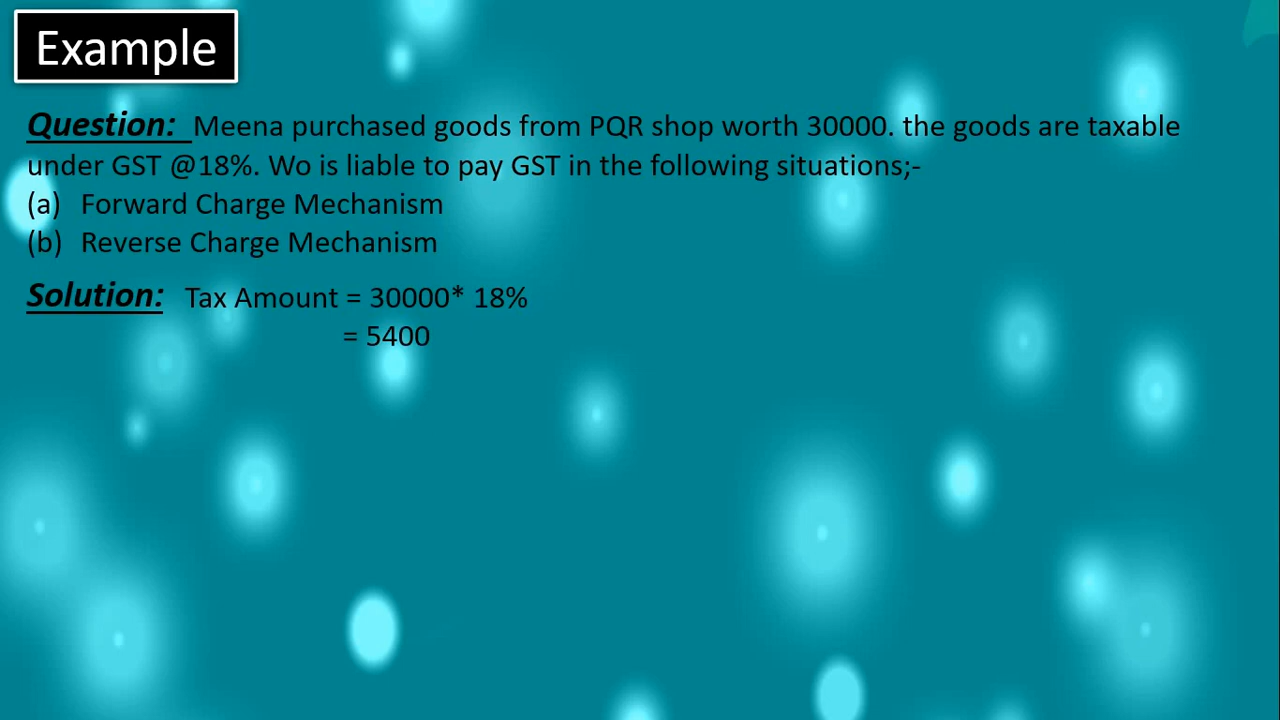 Example
Question: Meena purchased goods from PQR shop worth 30000. the goods are taxable
under GST @18%. Wo is liable to pay GST in the following situations;-
(a) Forward Charge Mechanism
(b) Reverse Charge Mechanism
Solution: Tax Amount = 30000* 18%
= 5400